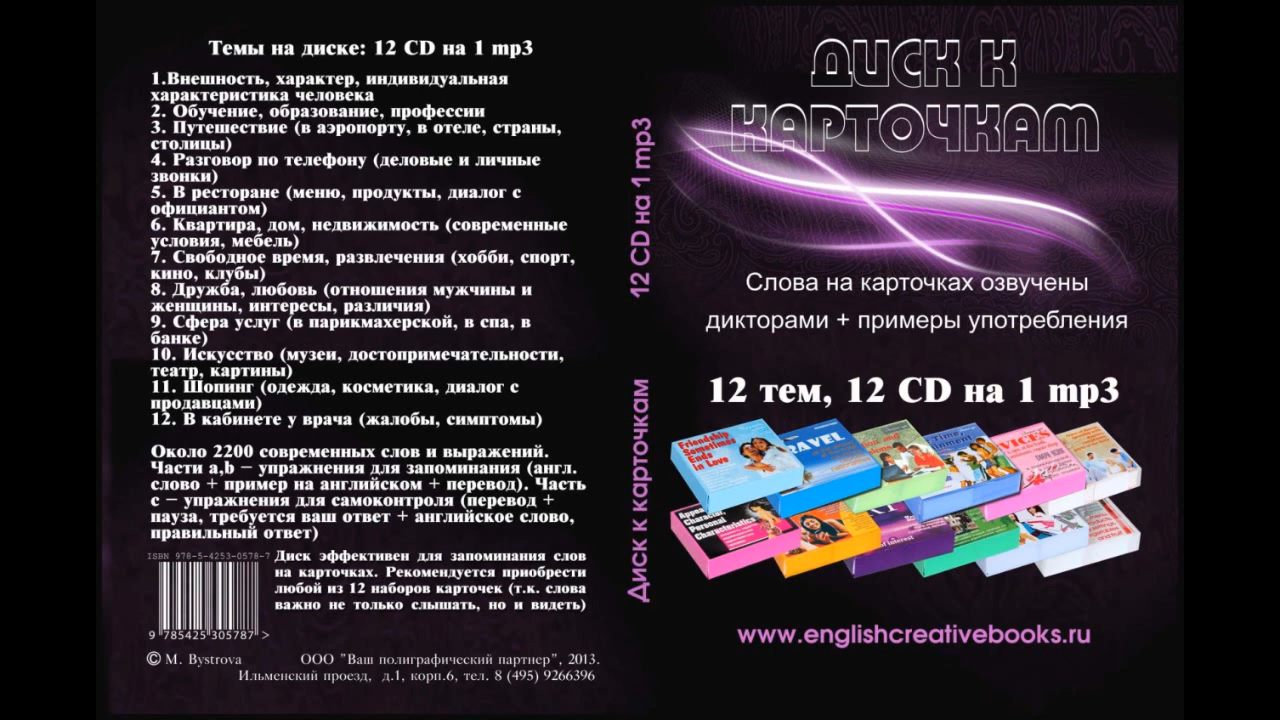 Темы на диске: 12 CD на 1 mp3
1.Внешность, характер, индивидуальная
характеристика человека
2. Обучение, образование, профессии
3. Путешествие (в аэропорту, в отеле, страны,
столицы)
4. Разговор по телефону (деловые и личные
звонки)
5. В ресторане (меню, продукты, диалог с
официантом)
6. Квартира, дом, недвижимость (современные
условия, мебель)
7. Свободное время, развлечения (хобби, спорт,
кино, клубы)
8. Дружба, любовь (отношения мужчины и
женщины, интересы, различия)
9. Сфера услуг (в парикмахерской, в спа, в
банке)
10. Искусство (музеи, достопримечательности,
театр, картины)
11. Шопинг (одежда, косметика, диалог с
продавцами)
12. В кабинете у врача (жалобы, симптомы)
Около 2200 современных слов и выражений.
Части a,b – упражнения для запоминания (англ.
слово + пример на английском + перевод). Часть
c – упражнения для самоконтроля (перевод +
пауза, требуется ваш ответ + английское слово,
правильный ответ)
ISBN 978-5-4253-0578-7
Диск эффективен для запоминания слов
на карточках. Рекомендуется приобрести
любой из 12 наборов карточек (т.к. слова
важно не только слышать, но и видеть)
9 785425 305787 >
© M. Bystrova
ООО "Ваш полиграфический партнер", 2013.
Ильменский проезд, д.1, корп.6, тел. 8 (495) 9266396
12 CD на 1 mp3
Диск к карточкам
ДИСК К
КАРТОЧКАМ
Слова на карточках озвучены
дикторами + примеры употребления
12 тем, 12 CD на 1 mp3
Friendship
Sometimes
Ends
in Love
RAVEL
Time
VICES
Character,
Personal
Characteristics
of Interest
www.englishcreativebooks.ru